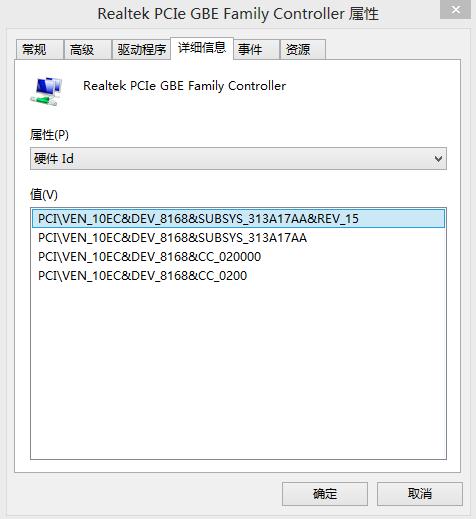 Realtek PCIe GBE Family Controller 属性
常规 高级 驱动程序 详细信息 事件 资源
Realtek PCIe GBE Family Controller
属性(P)
硬件 Id
值(V)
PCI\VEN_10EC&DEV_8168&SUBSYS_313A17AA&REV_15
PCI\VEN_10EC&DEV_8168&SUBSYS_313A17AA
PCI\VEN_10EC&DEV_8168&CC_020000
PCI\VEN_10EC&DEV_8168&CC_0200
确定 取消